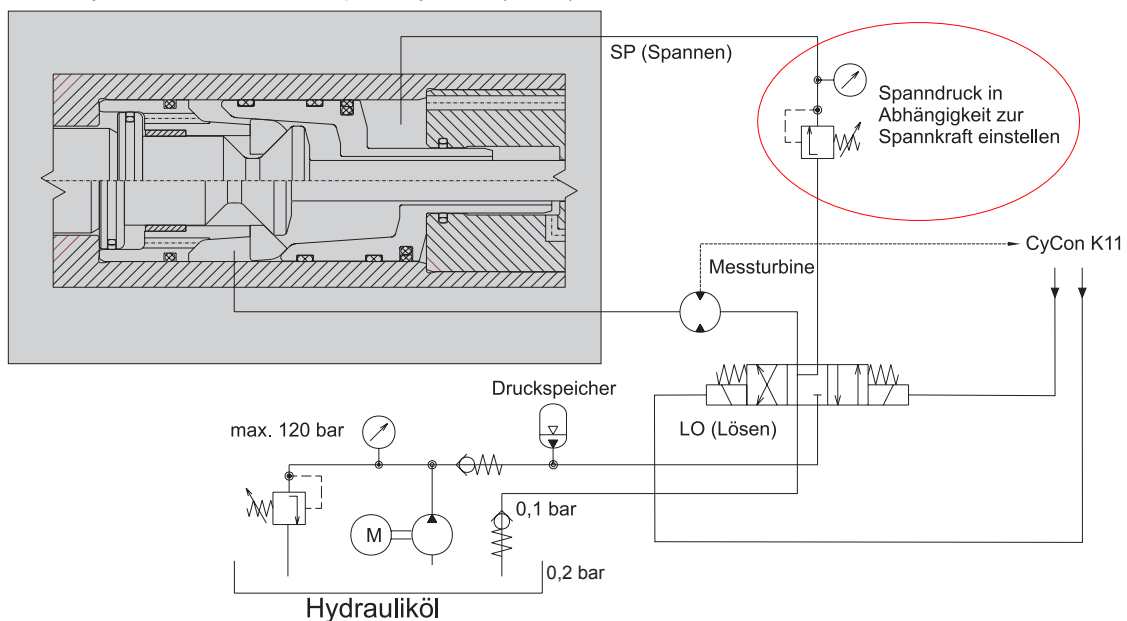 SP (Spannen)
Spanndruck in
Abhängigkeit zur
Spannkraft einstellen
CyCon K11
Messturbine
Druckspeicher
LO (Lösen)
max. 120 bar
0,1 bar
M
0,2 bar
Hydrauliköl